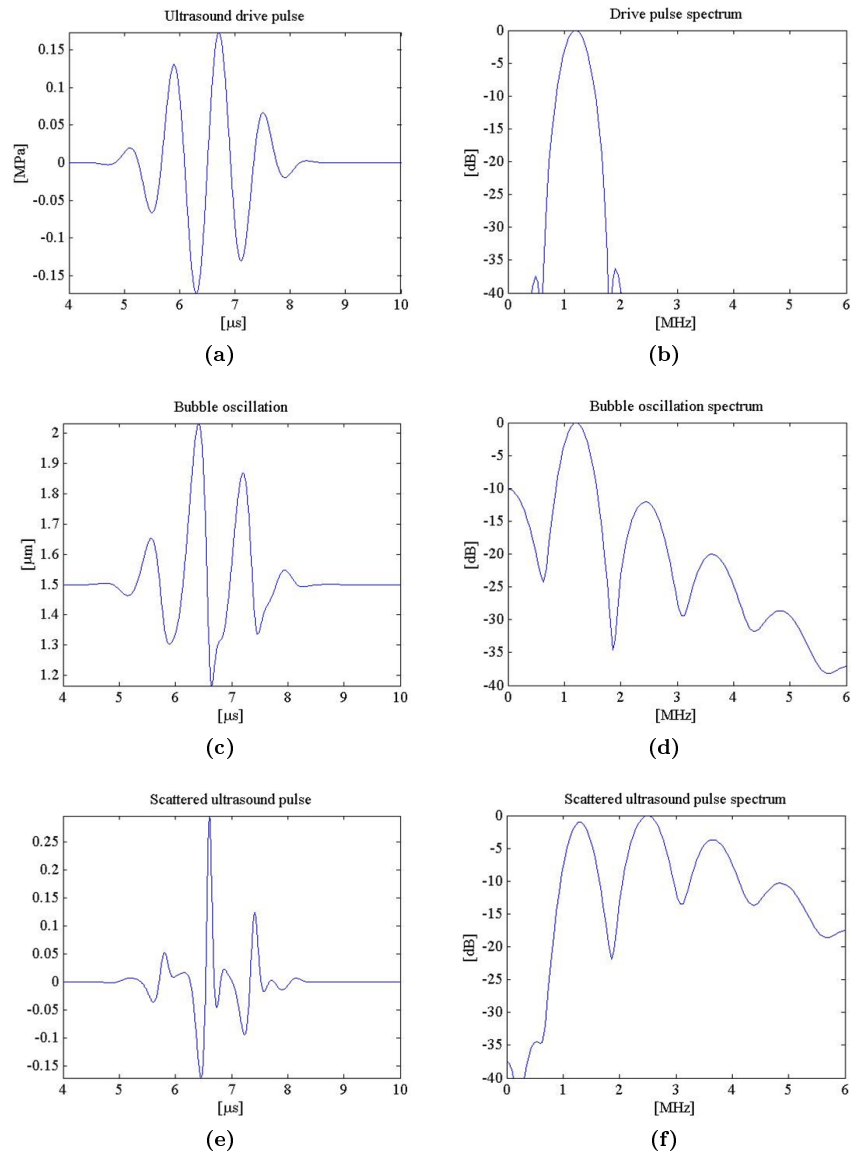 Ultrasound drive pulse
0.15
0.1
0.05
0
-0.05
-0.1
-0.15
[MPa]
4 5 6 7 8 9 10
[µs]
(a)
Drive pulse spectrum
0
-5
-10
-15
-20
-25
-30
-35
-40
[dB]
0 1 2 3 4 5 6
[MHz]
(b)
Bubble oscillation
2
1.9
1.8
1.7
1.6
1.5
1.4
1.3
1.2
[µm]
4 5 6 7 8 9 10
[µs]
(c)
Bubble oscillation spectrum
0
-5
-10
-15
-20
-25
-30
-35
-40
[dB]
0 1 2 3 4 5 6
[MHz]
(d)
Scattered ultrasound pulse
0.25
0.2
0.15
0.1
0.05
0
-0.05
-0.1
-0.15
4 5 6 7 8 9 10
[µs]
(e)
Scattered ultrasound pulse spectrum
0
-5
-10
-15
-20
-25
-30
-35
-40
[dB]
0 1 2 3 4 5 6
[MHz]
(f)